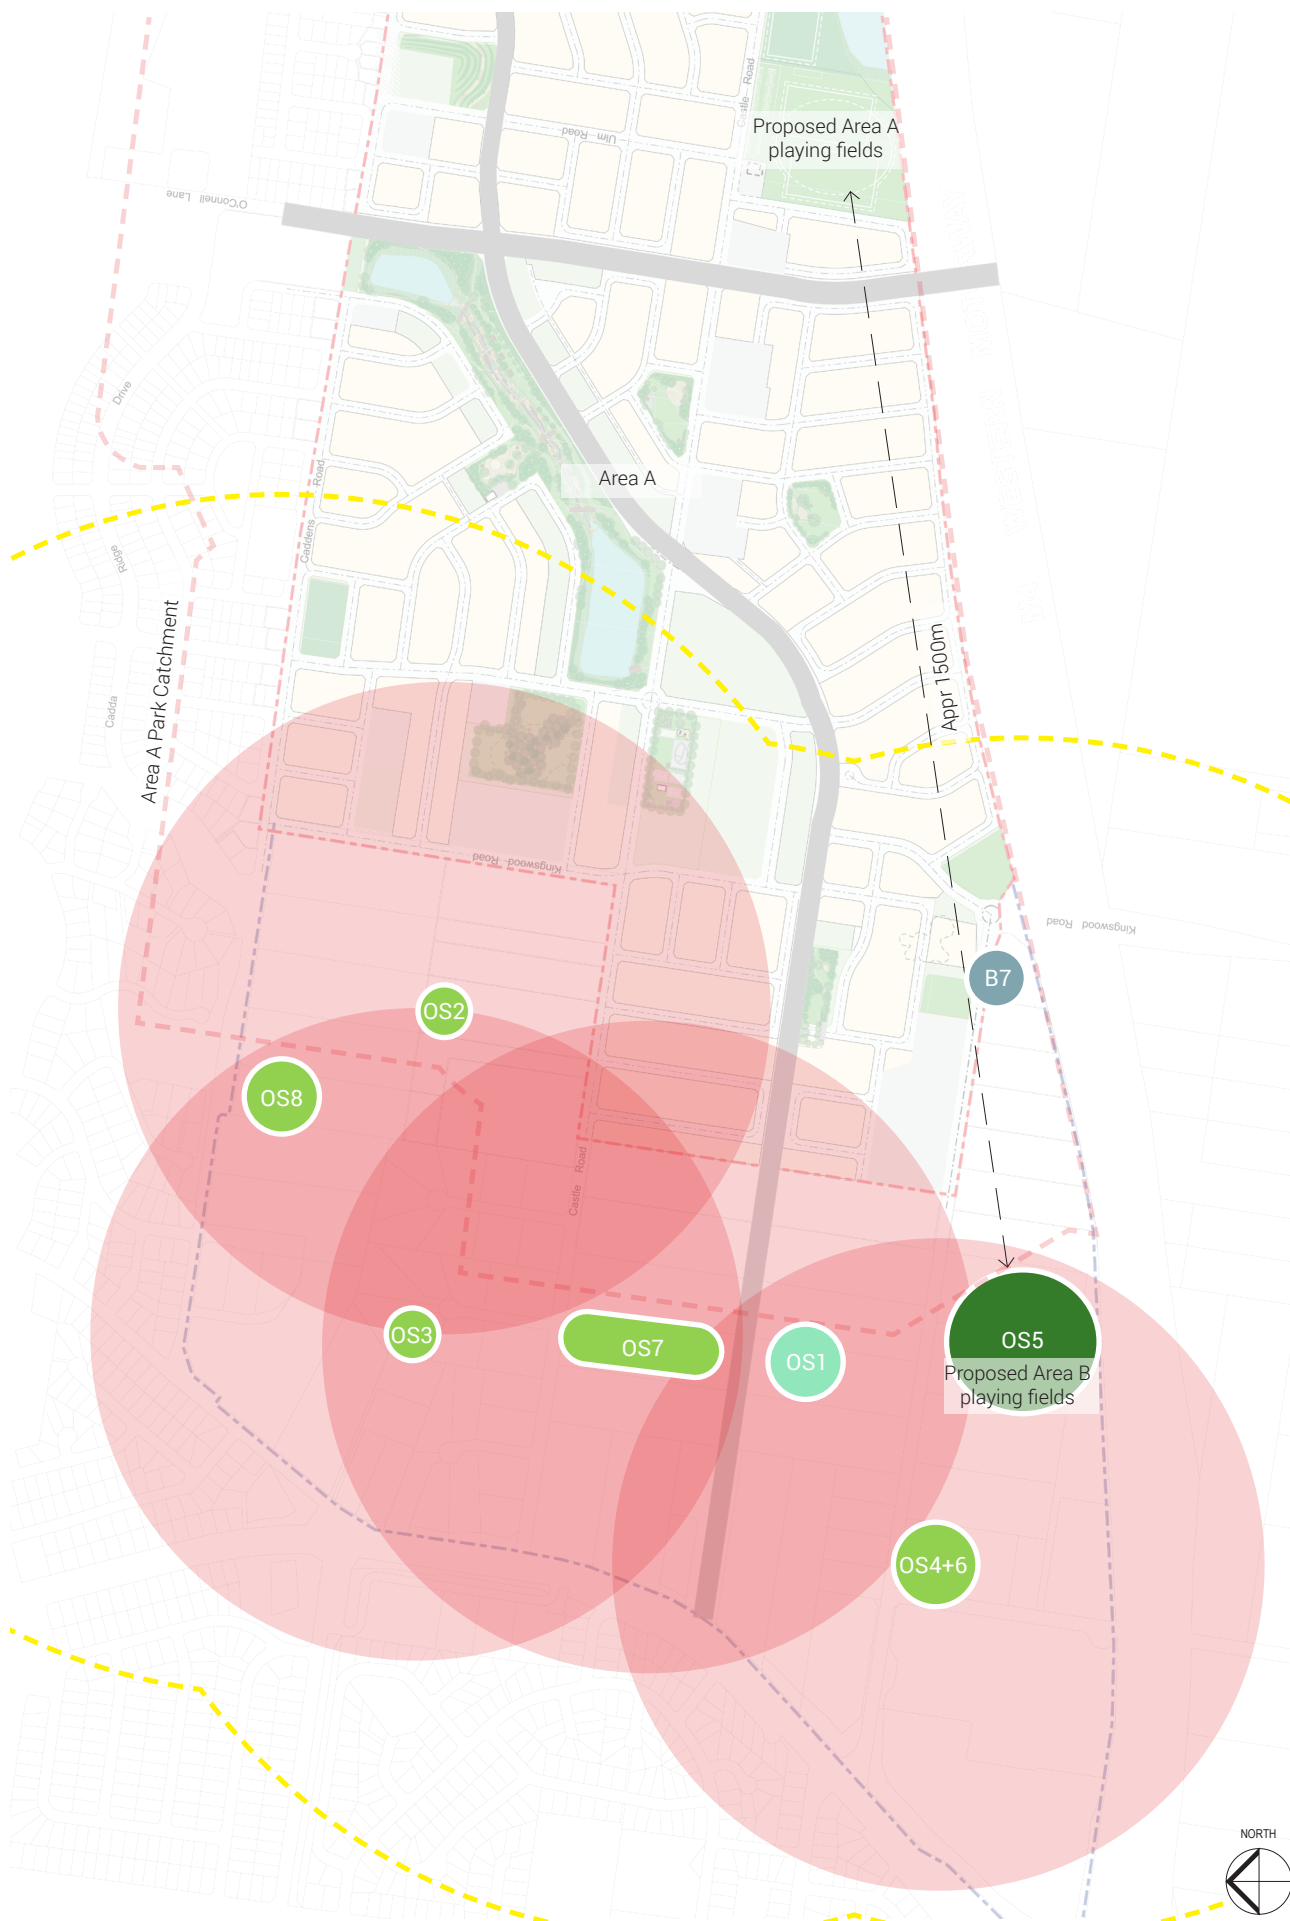 Castle Road
Proposed Area A
playing fields
Ulm Road
O'Connell Lane
Drive
Area A
Caddens Road
Ridge
Area A Park Catchment
Cadda
Appr 1500m
Kingswood Road
Kingswood Road
B7
OS2
OS8
Castle Road
OS3
OS7
OS1
OS5
Proposed Area B
playing fields
OS4+6
NORTH